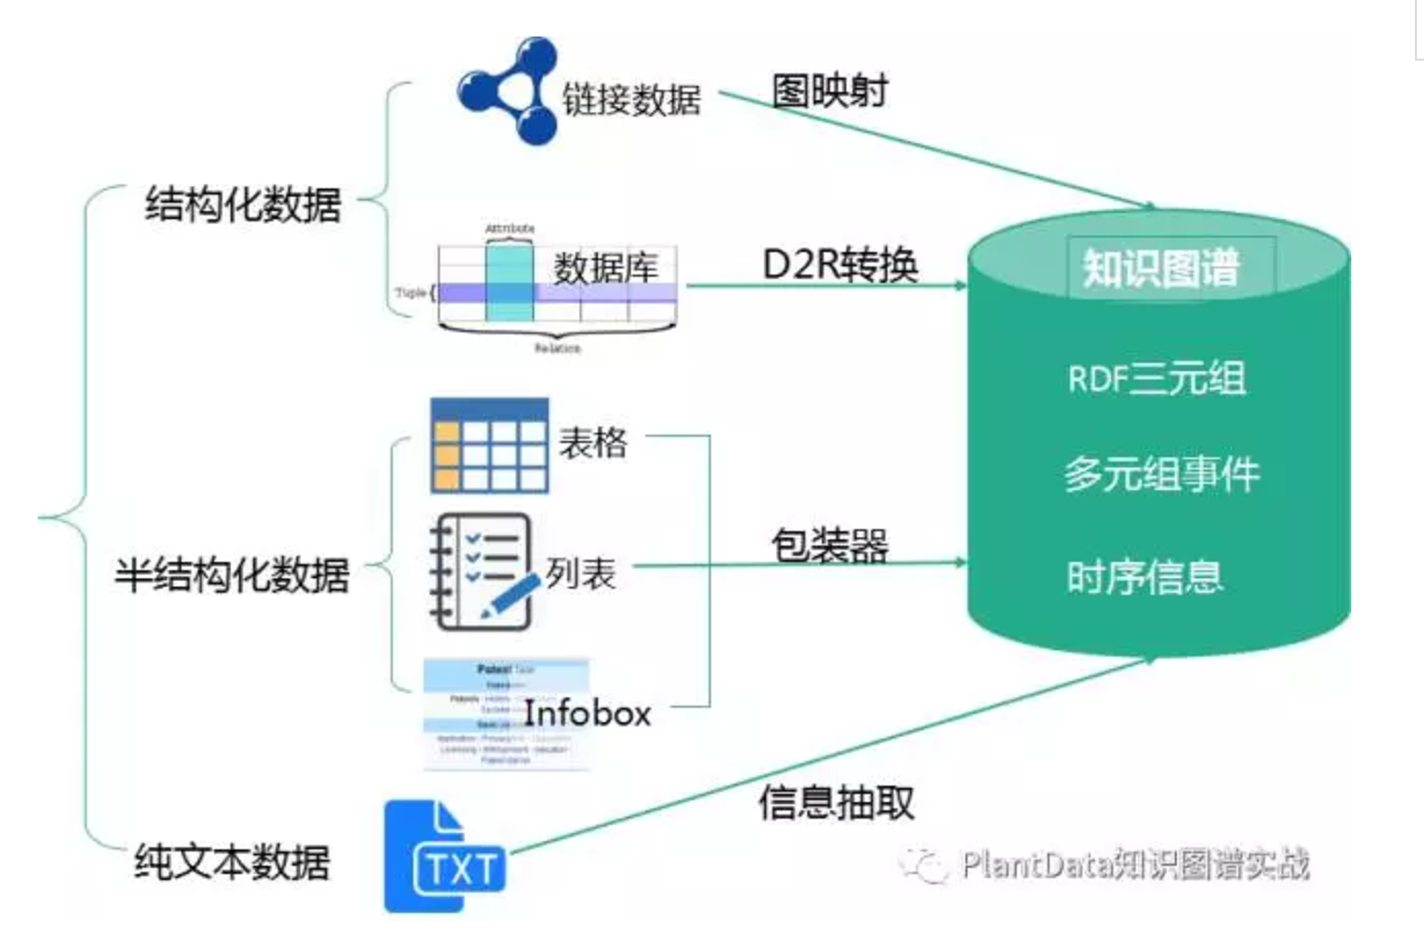 链接数据
图映射
结构化数据
Attribute
数据库
Tuple
Relation
D2R转换
知识图谱
RDF三元组
多元组事件
时序信息
表格
列表
包装器
半结构化数据
Infobox
信息抽取
纯文本数据
TXT
PlantData知识图谱实战